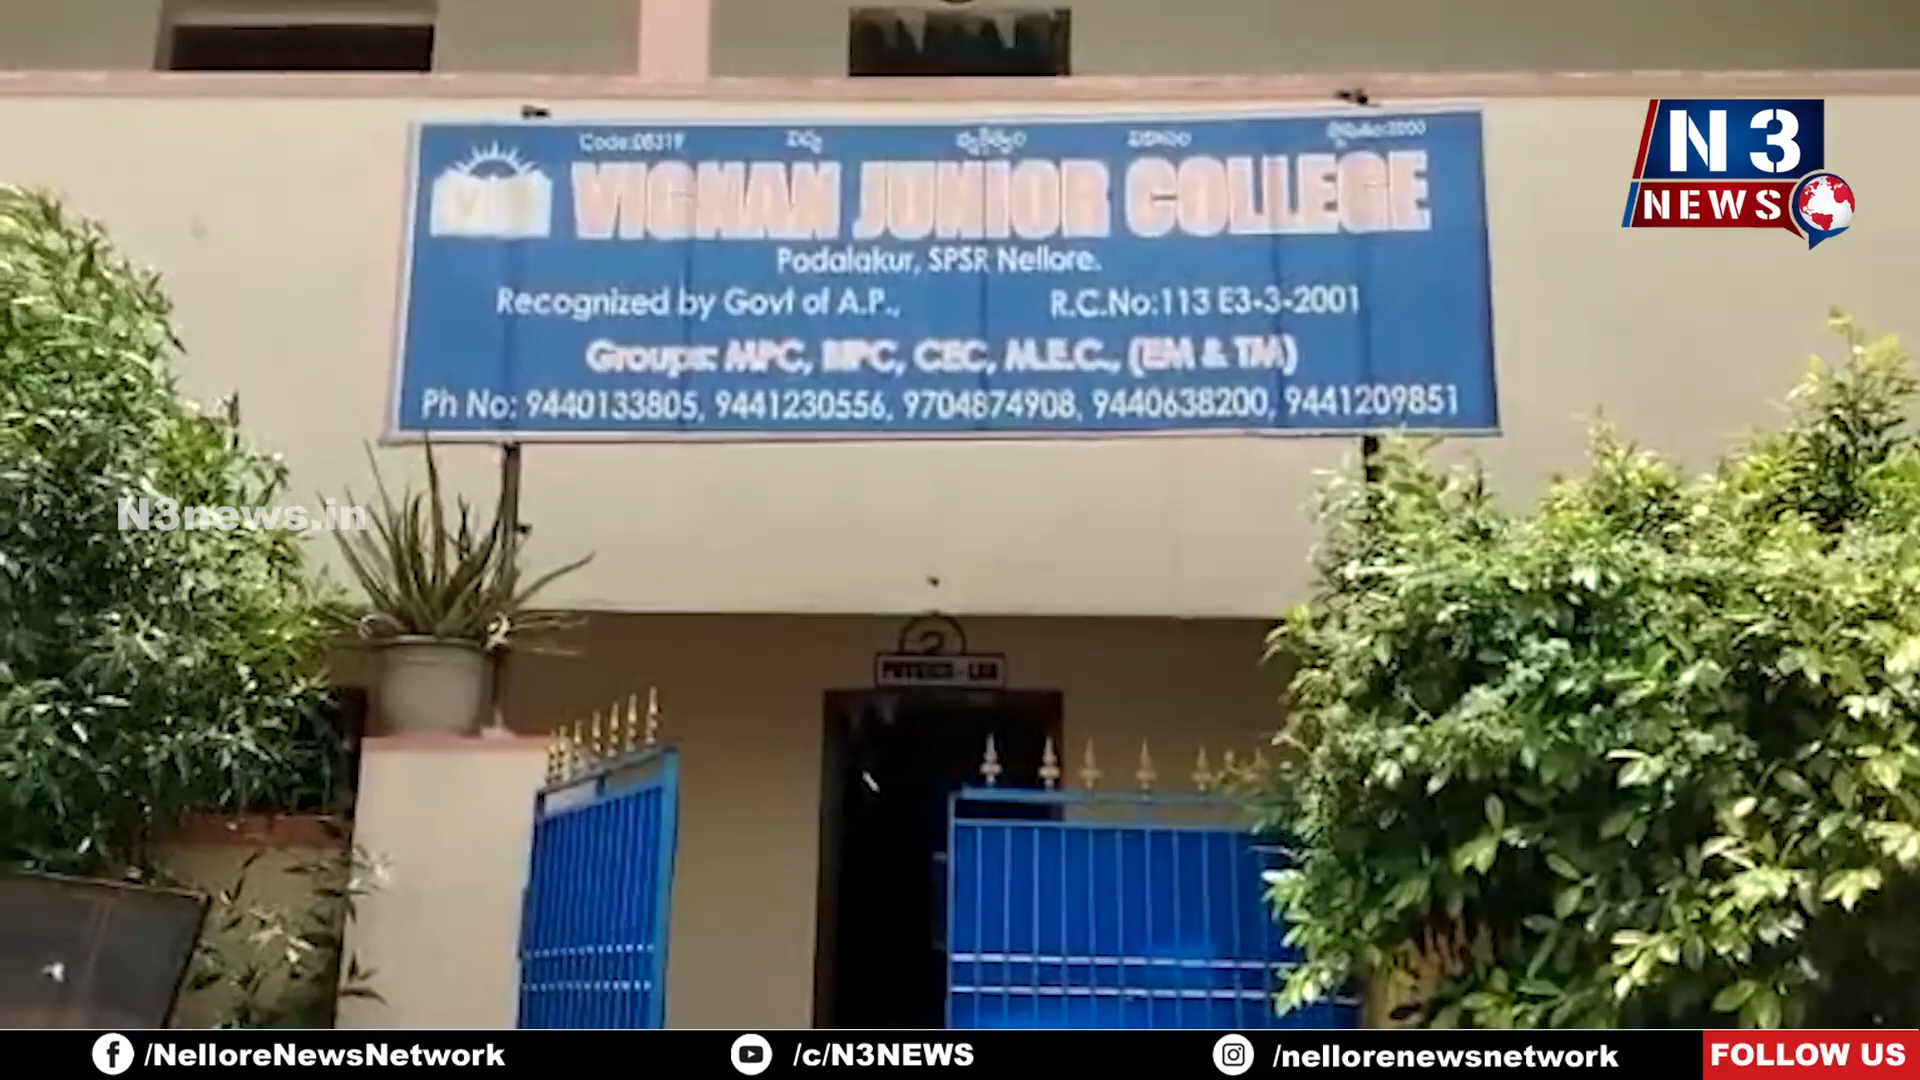 Code:08319 విద్య వ్యక్తిత్వం వికాసం
VIGNAN JUNIOR COLLEGE
Podalakur, SPSR Nellore.
Recognized by Govt of A.P., R.C.No:113 E3-3-2001
Groups: MPC, BIPC, CEC, M.E.C., (EM & TM)
Ph No: 9440133805, 9441230556, 9704874908, 9440638200, 9441209851
N3
NEWS
N3news.in
2
PHYSICS - LAB
/NelloreNewsNetwork /c/N3NEWS /nellorenewsnetwork FOLLOW US